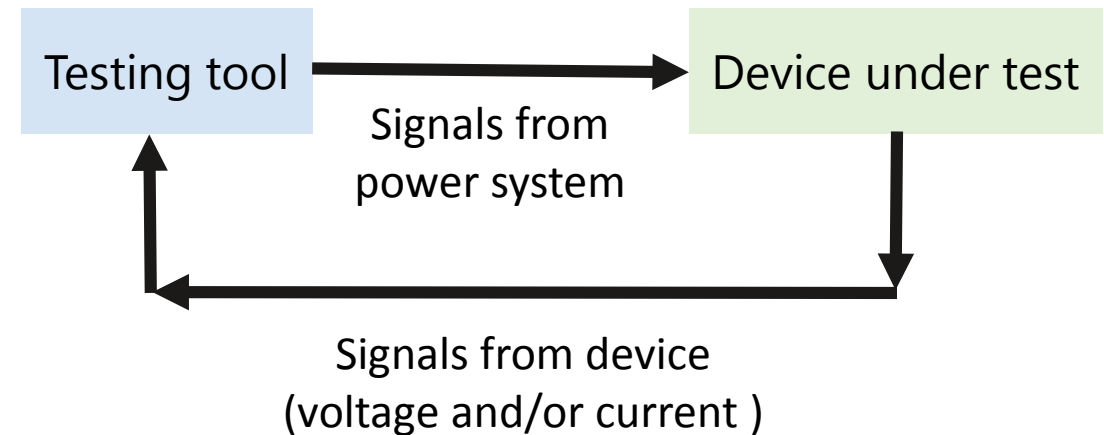 Testing tool
Device under test
Signals from
power system
Signals from device
(voltage and/or current )